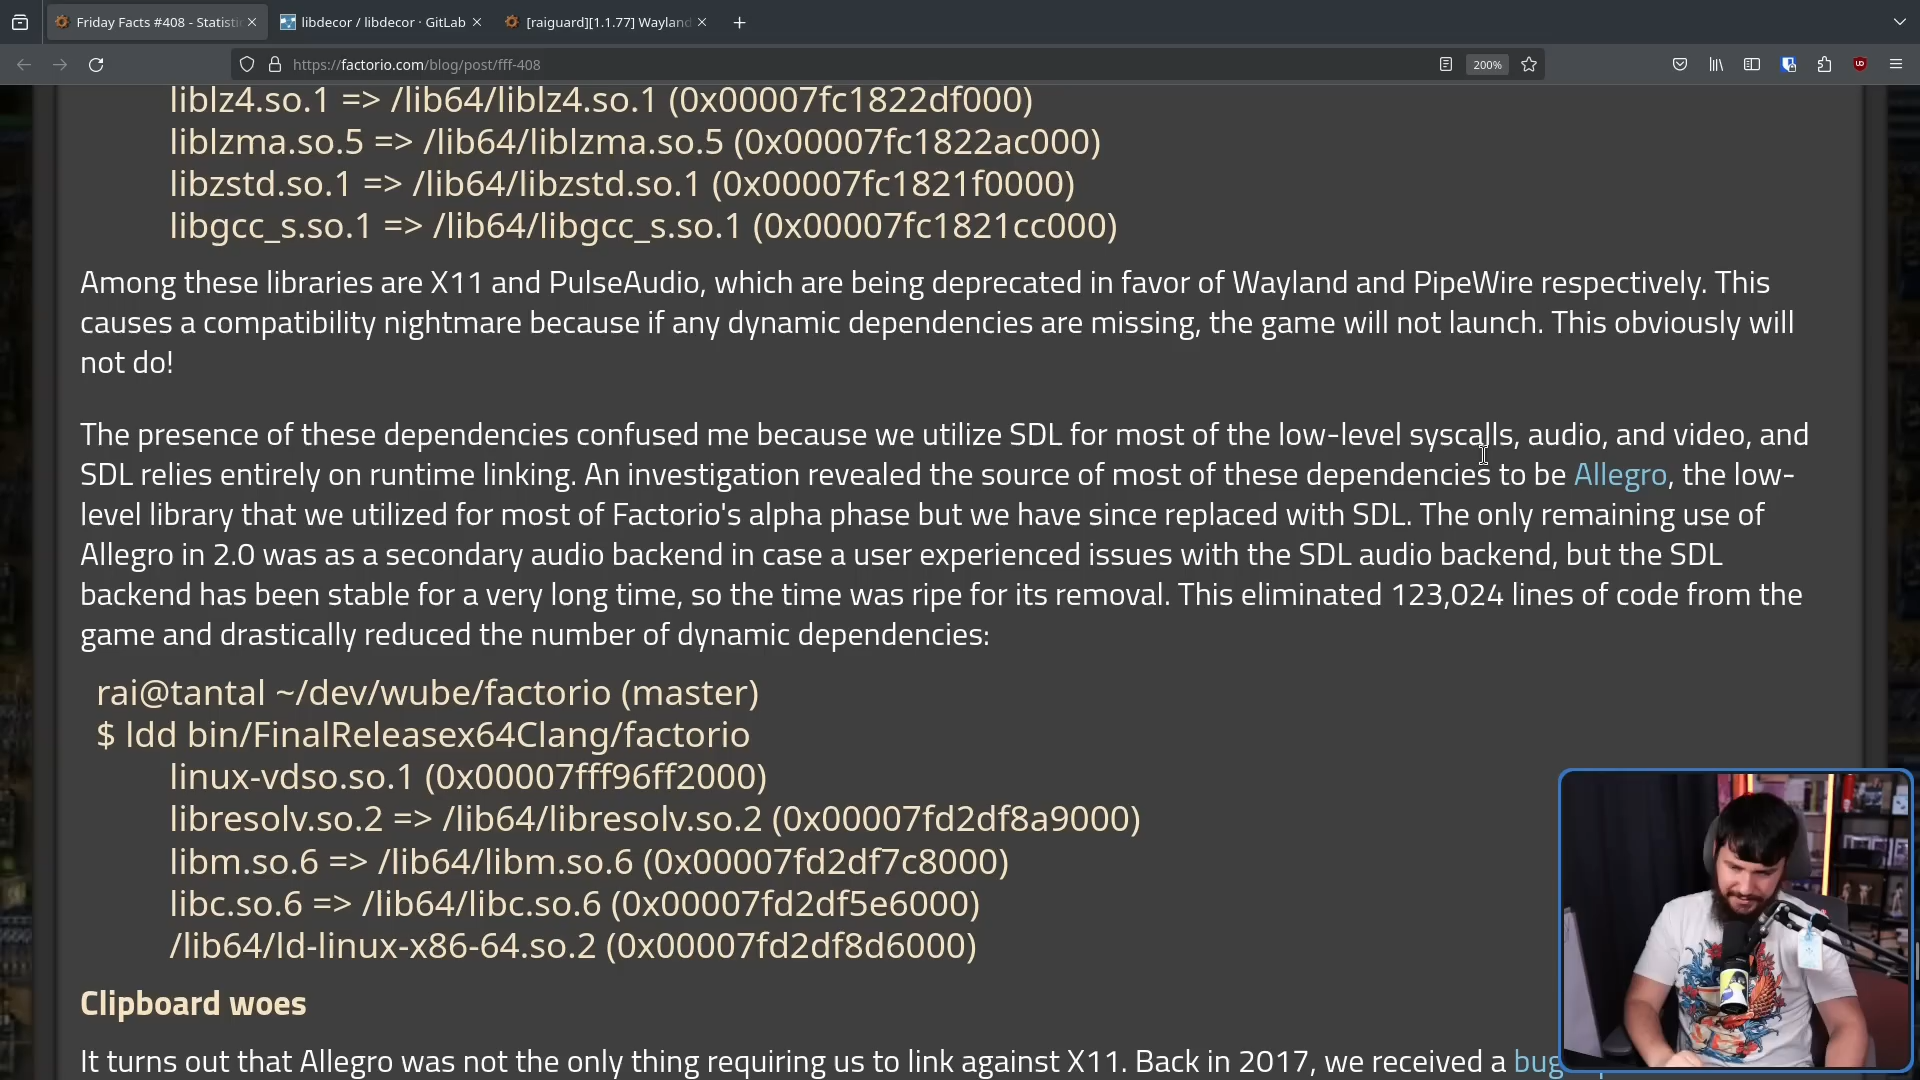 Friday Facts #408 - Statisti
libdecor / libdecor · GitLab
[raiguard][1.1.77] Wayland
https://factorio.com/blog/post/fff-408
200%
liblz4.so.1 => /lib64/liblz4.so.1 (0x00007fc1822df000)
liblzma.so.5 => /lib64/liblzma.so.5 (0x00007fc1822ac000)
libzstd.so.1 => /lib64/libzstd.so.1 (0x00007fc1821f0000)
libgcc_s.so.1 => /lib64/libgcc_s.so.1 (0x00007fc1821cc000)
Among these libraries are X11 and PulseAudio, which are being deprecated in favor of Wayland and PipeWire respectively. This
causes a compatibility nightmare because if any dynamic dependencies are missing, the game will not launch. This obviously will
not do!
The presence of these dependencies confused me because we utilize SDL for most of the low-level syscalls, audio, and video, and
SDL relies entirely on runtime linking. An investigation revealed the source of most of these dependencies to be Allegro, the low-
level library that we utilized for most of Factorio's alpha phase but we have since replaced with SDL. The only remaining use of
Allegro in 2.0 was as a secondary audio backend in case a user experienced issues with the SDL audio backend, but the SDL
backend has been stable for a very long time, so the time was ripe for its removal. This eliminated 123,024 lines of code from the
game and drastically reduced the number of dynamic dependencies:
rai@tantal ~/dev/wube/factorio (master)
$ ldd bin/FinalReleasex64Clang/factorio
linux-vdso.so.1 (0x00007fff96ff2000)
libresolv.so.2 => /lib64/libresolv.so.2 (0x00007fd2df8a9000)
libm.so.6 => /lib64/libm.so.6 (0x00007fd2df7c8000)
libc.so.6 => /lib64/libc.so.6 (0x00007fd2df5e6000)
/lib64/ld-linux-x86-64.so.2 (0x00007fd2df8d6000)
Clipboard woes
It turns out that Allegro was not the only thing requiring us to link against X11. Back in 2017, we received a bug